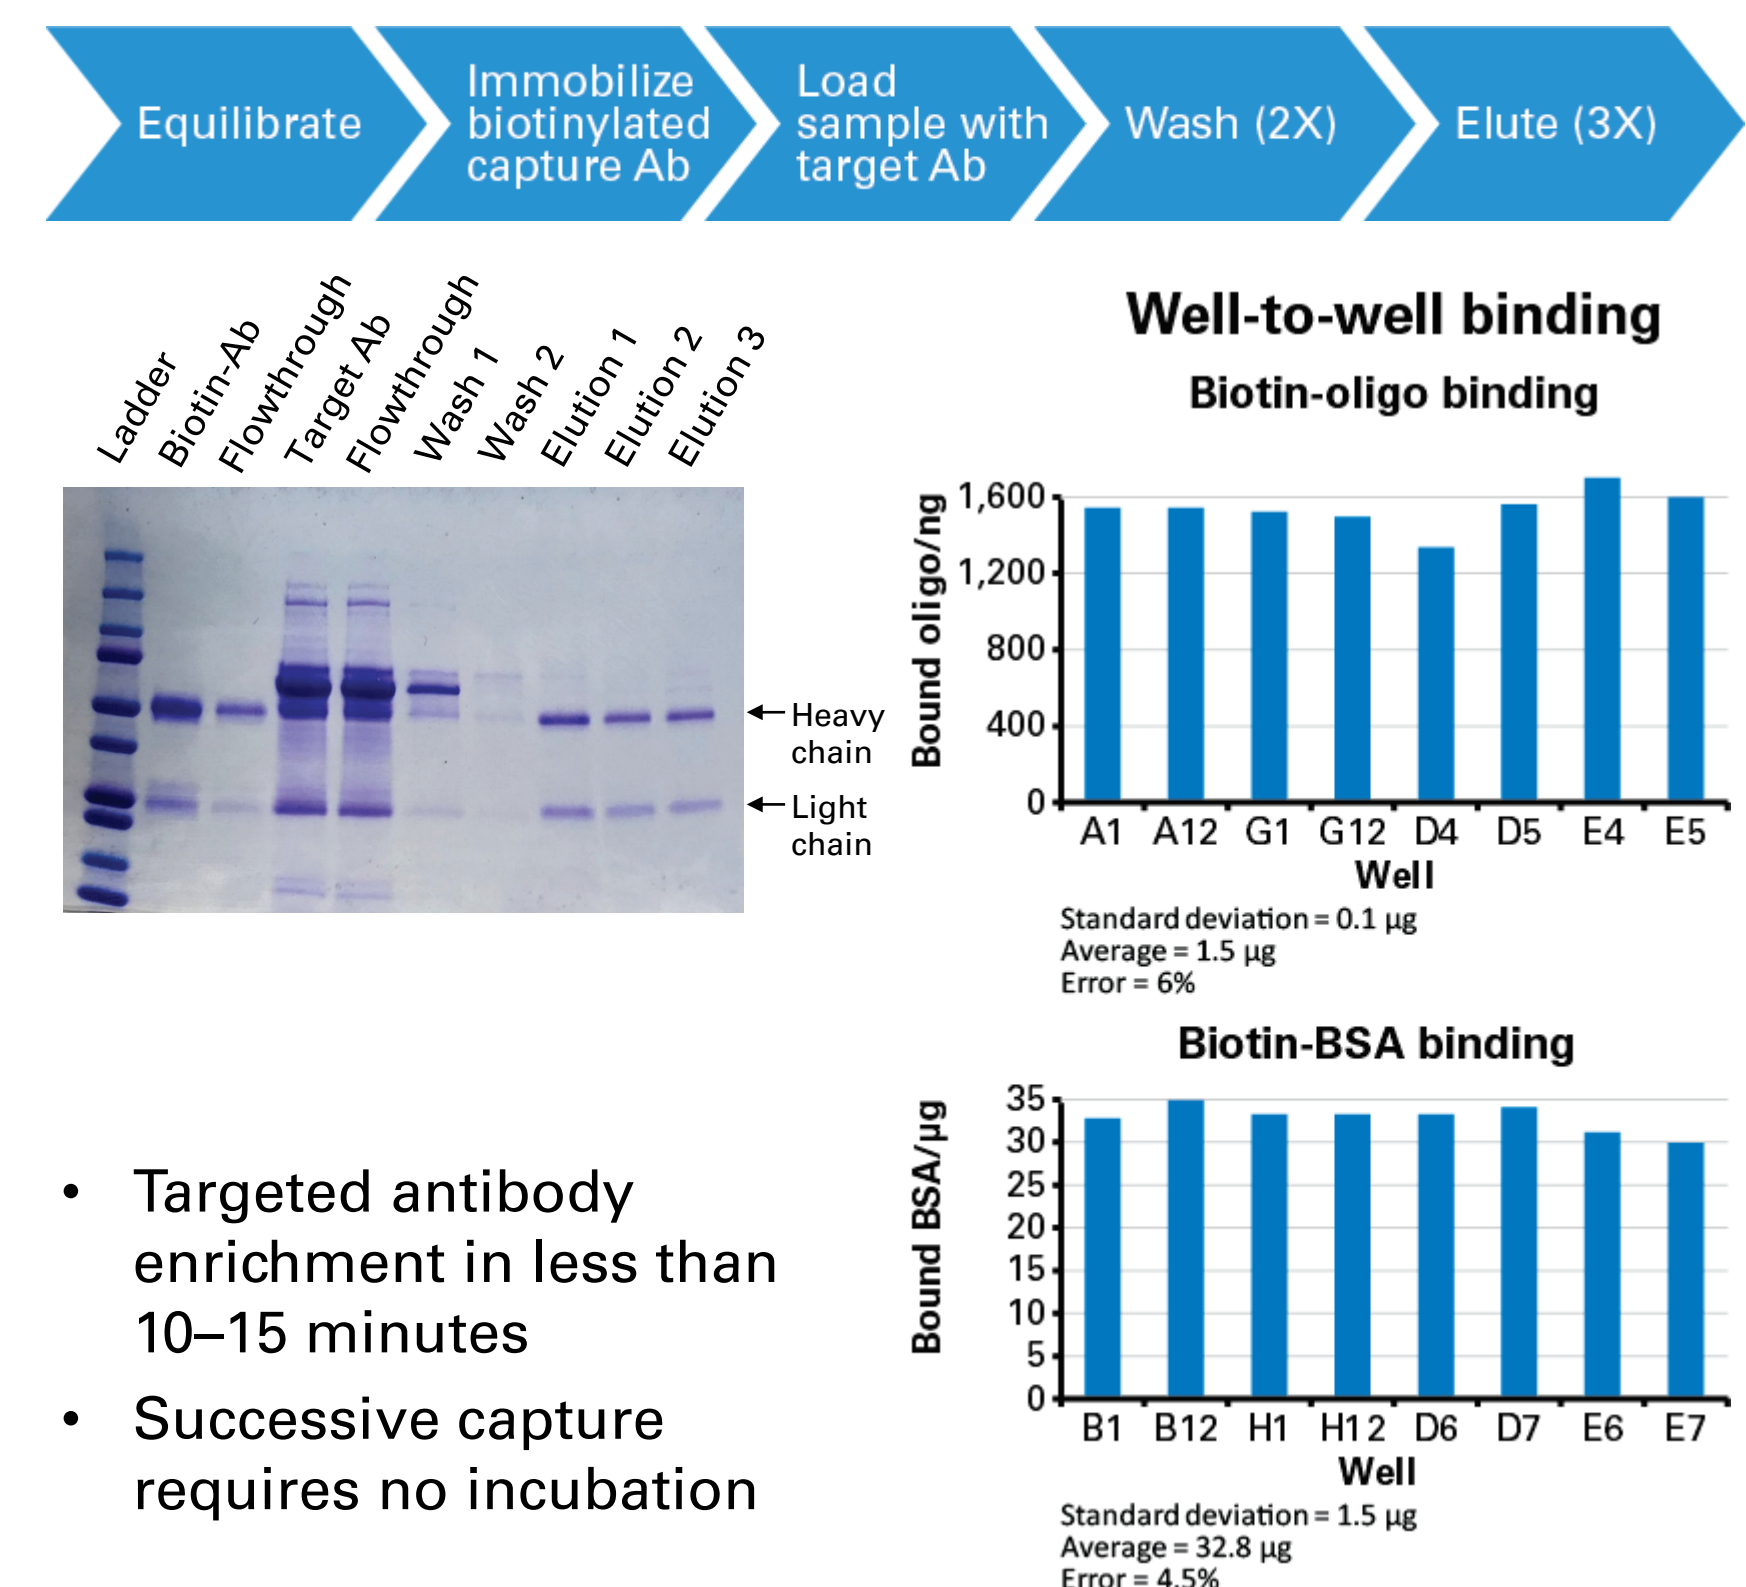 Equilibrate
Immobilize
biotinylated
capture Ab
Load
sample with
target Ab
Wash (2X)
Elute (3X)
Ladder
Biotin-Ab
Flowthrough
Target Ab
Flowthrough
Wash 1
Wash 2
Elution 1
Elution 2
Elution 3
Heavy
chain
Light
chain
• Targeted antibody
enrichment in less than
10–15 minutes
• Successive capture
requires no incubation
Well-to-well binding
Biotin-oligo binding
Bound oligo/ng
1,600
1,200
800
400
0
A1 A12 G1 G12 D4 D5 E4 E5
Well
Standard deviation = 0.1 µg
Average = 1.5 µg
Error = 6%
Biotin-BSA binding
Bound BSA/µg
35
30
25
20
15
10
5
0
B1 B12 H1 H12 D6 D7 E6 E7
Well
Standard deviation = 1.5 µg
Average = 32.8 µg
Error = 4.5%